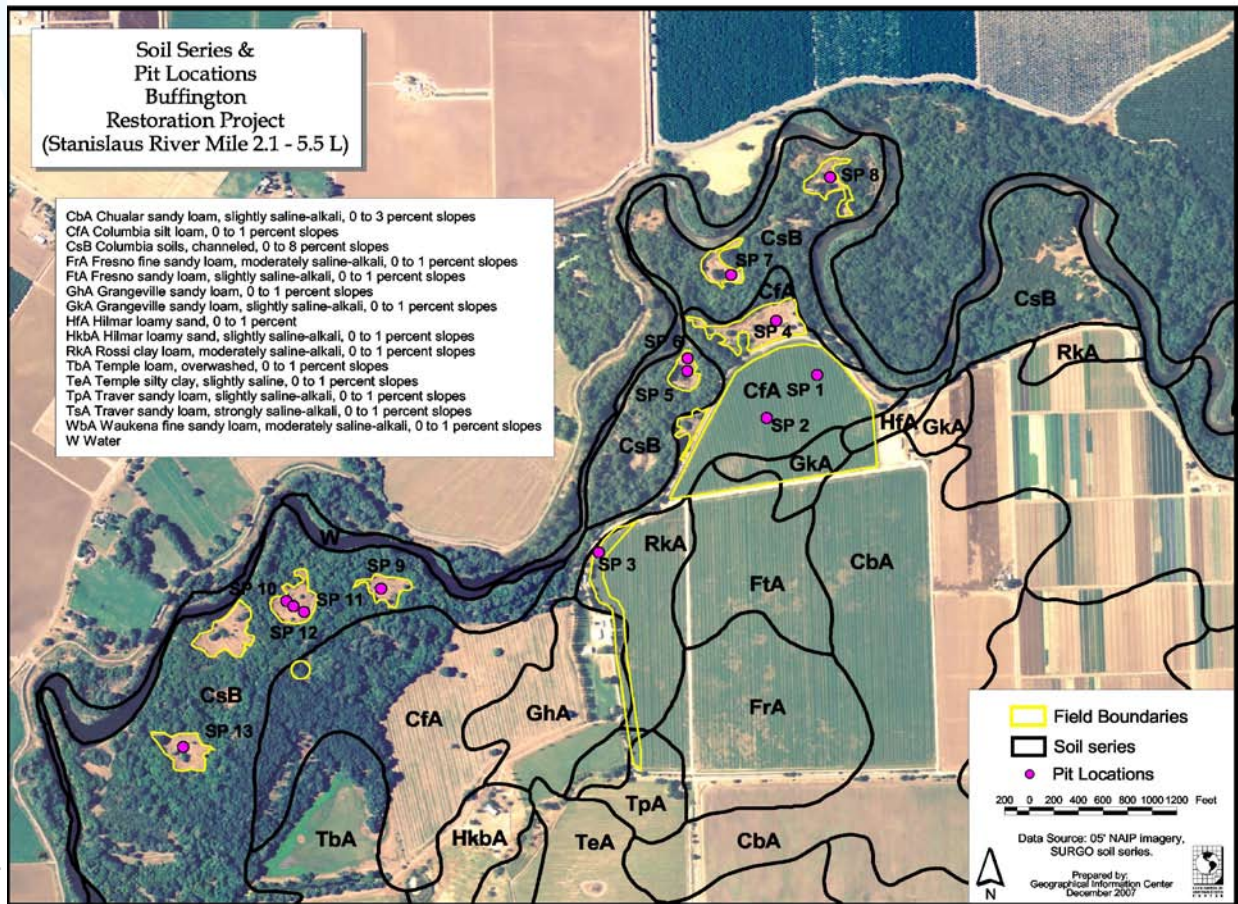 Soil Series &
Pit Locations
Buffington
Restoration Project
(Stanislaus River Mile 2.1 - 5.5 L)
CbA Chualar sandy loam, slightly saline-alkali, 0 to 3 percent slopes
CfA Columbia silt loam, 0 to 1 percent slopes
CsB Columbia soils, channeled, 0 to 8 percent slopes
FrA Fresno fine sandy loam, moderately saline-alkali, 0 to 1 percent slopes
FtA Fresno sandy loam, slightly saline-alkali, 0 to 1 percent slopes
GhA Grangeville sandy loam, 0 to 1 percent slopes
GkA Grangeville sandy loam, slightly saline-alkali, 0 to 1 percent slopes
HfA Hilmar loamy sand, 0 to 1 percent
HkbA Hilmar loamy sand, slightly saline-alkali, 0 to 1 percent slopes
RkA Rossi clay loam, moderately saline-alkali, 0 to 1 percent slopes
TbA Temple loam, overwashed, 0 to 1 percent slopes
TeA Temple silty clay, slightly saline, 0 to 1 percent slopes
TpA Traver sandy loam, slightly saline-alkali, 0 to 1 percent slopes
TsA Traver sandy loam, strongly saline-alkali, 0 to 1 percent slopes
WbA Waukena fine sandy loam, moderately saline-alkali, 0 to 1 percent slopes
W Water
SP 8
CsB
SP 7
CfA
CsB
SP 4
SP 6
RkA
SP 5
CfA
SP 1
SP 2
HfA
GkA
CsB
GkA
W
SP 3
RkA
CbA
FtA
SP 9
SP 10
SP 11
SP 12
CsB
CfA
GhA
FrA
SP 13
TpA
TbA
HkbA
TeA
CbA
Field Boundaries
Soil series
Pit Locations
200 0 200 400 600 800 1000 1200 Feet
Data Source: 05' NAIP imagery,
SURGO soil series.
Prepared by:
Geographical Information Center
December 2007
N